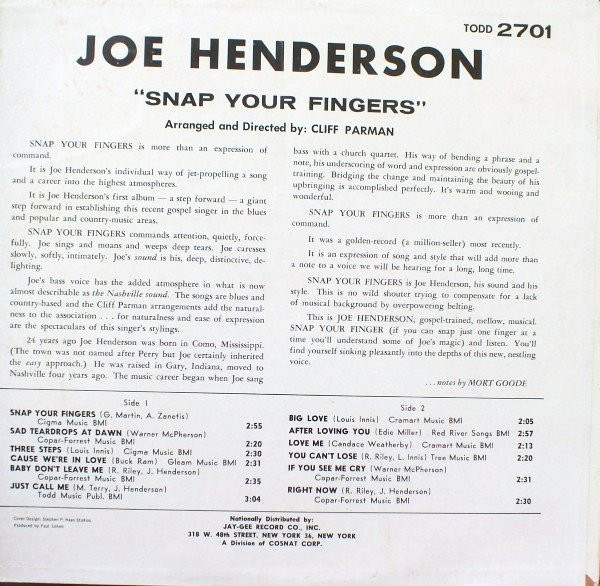 TODD 2701
JOE HENDERSON
"SNAP YOUR FINGERS"
Arranged and Directed by: CLIFF PARMAN
SNAP YOUR FINGERS is more than an expression of
command.
It is Joe Henderson's individual way of jet-propelling a song
and a career into the highest atmospheres.
It is Joe Henderson's first album — a step forward — a giant
step forward in establishing this recent gospel singer in the blues
and popular and country-music areas.
SNAP YOUR FINGERS commands attention, quietly, force-
fully. Joe sings and moans and weeps deep tears. Joe caresses
slowly, softly, intimately. Joe's sound is his, deep, distinctive, de-
lighting.
Joe's bass voice has the added atmosphere in what is now
almost describable as the Nashville sound. The songs are blues and
country-based and the Cliff Parman arrangements add the natural-
ness to the association . . . for naturalness and ease of expression
are the spectaculars of this singer's stylings.
24 years ago Joe Henderson was born in Como, Mississippi.
(The town was not named after Perry but Joe certainly inherited
the easy approach.) He was raised in Gary, Indiana, moved to
Nashville four years ago. The music career began when Joe sang
bass with a church quartet. His way of bending a phrase and a
note, his underscoring of word and expression are obviously gospel-
training. Bridging the change and maintaining the beauty of his
upbringing is accomplished perfectly. It's warm and wooing and
wonderful.
SNAP YOUR FINGERS is more than an expression of
command.
It was a golden-record (a million-seller) most recently.
It is an expression of song and style that will add more than
a note to a voice we will be hearing for a long, long time.
SNAP YOUR FINGERS is Joe Henderson, his sound and his
style. This is no wild shouter trying to compensate for a lack
of musical background by overpowering belting.
This is JOE HENDERSON, gospel-trained, mellow, musical.
SNAP YOUR FINGER (if you can snap just one finger at a
time you'll understand some of Joe's magic) and listen. You'll
find yourself sinking pleasantly into the depths of this new, nestling
voice.
. . . notes by MORT GOODE
Side 1
SNAP YOUR FINGERS (G. Martin, A. Zanetis)
Cigma Music BMI 2:55
SAD TEARDROPS AT DAWN (Warner McPherson)
Copar-Forrest Music BMI 2:20
THREE STEPS (Louis Innis) Cigma Music BMI 2:30
CAUSE WERE IN LOVE (Buck Ram) Gleam Music BMI 2:31
BABY DON'T LEAVE ME (R. Riley, J. Henderson)
Copar-Forrest Music BMI 2:35
JUST CALL ME (M. Terry, J. Henderson)
Todd Music Publ. BMI 3:04
Side 2
BIG LOVE (Louis Innis) Cramart Music BMI 2:05
AFTER LOVING YOU (Edie Miller) Red River Songs BMI 2:57
LOVE ME (Candace Weatherby) Cramart Music BMI 2:13
YOU CAN'T LOSE (R. Riley, L. Innis) Tree Music BMI 2:20
IF YOU SEE MY CRY (Warner McPherson)
Copar-Forrest Music BMI 2:31
RIGHT NOW (R. Riley, J. Henderson)
Copar-Forrest Music BMI 2:30
Cover Design: Stephen P. Haas Studios
Produced by Paul Cohen
Nationally Distributed by:
JAY-GEE RECORD CO., INC.
318 W. 48th STREET, NEW YORK 36, NEW YORK
A Division of COSNAT CORP.